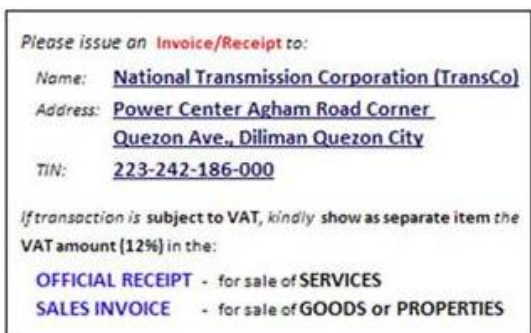 Please issue an Invoice/Receipt to:
Name: National Transmission Corporation (TransCo)
Address: Power Center Agham Road Corner
Quezon Ave., Diliman Quezon City
TIN: 223-242-186-000
If transaction is subject to VAT, kindly show as separate item the
VAT amount (12%) in the:
OFFICIAL RECEIPT - for sale of SERVICES
SALES INVOICE - for sale of GOODS or PROPERTIES